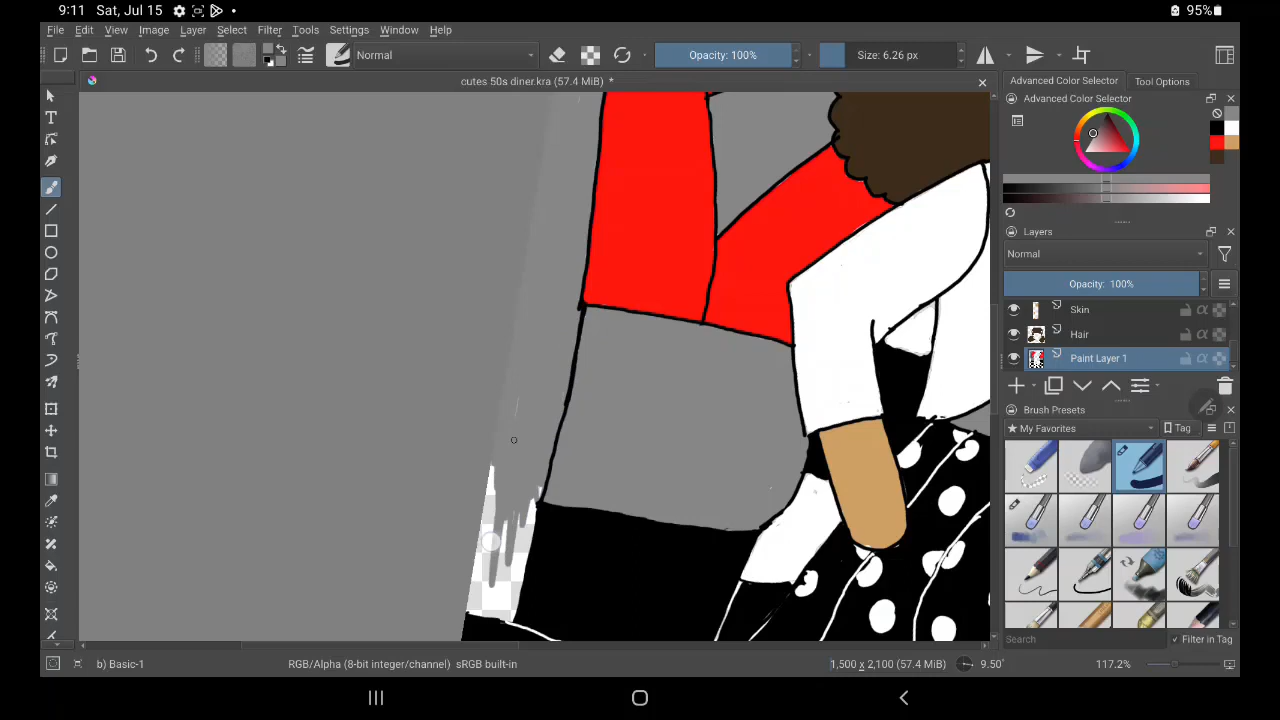 9:11 Sat, Jul 15
95%
File Edit View Image Layer Select Filter Tools Settings Window Help
Normal
Opacity: 100%
Size: 6.26 px
cutes 50s diner.kra (57.4 MiB) *
Advanced Color Selector
Tool Options
Advanced Color Selector
Layers
Normal
Opacity: 100%
Skin
Hair
Paint Layer 1
Brush Presets
My Favorites
Tag
Search
Filter in Tag
b) Basic-1
RGB/Alpha (8-bit integer/channel) sRGB built-in
1,500 x 2,100 (57.4 MiB)
9.50°
117.2%